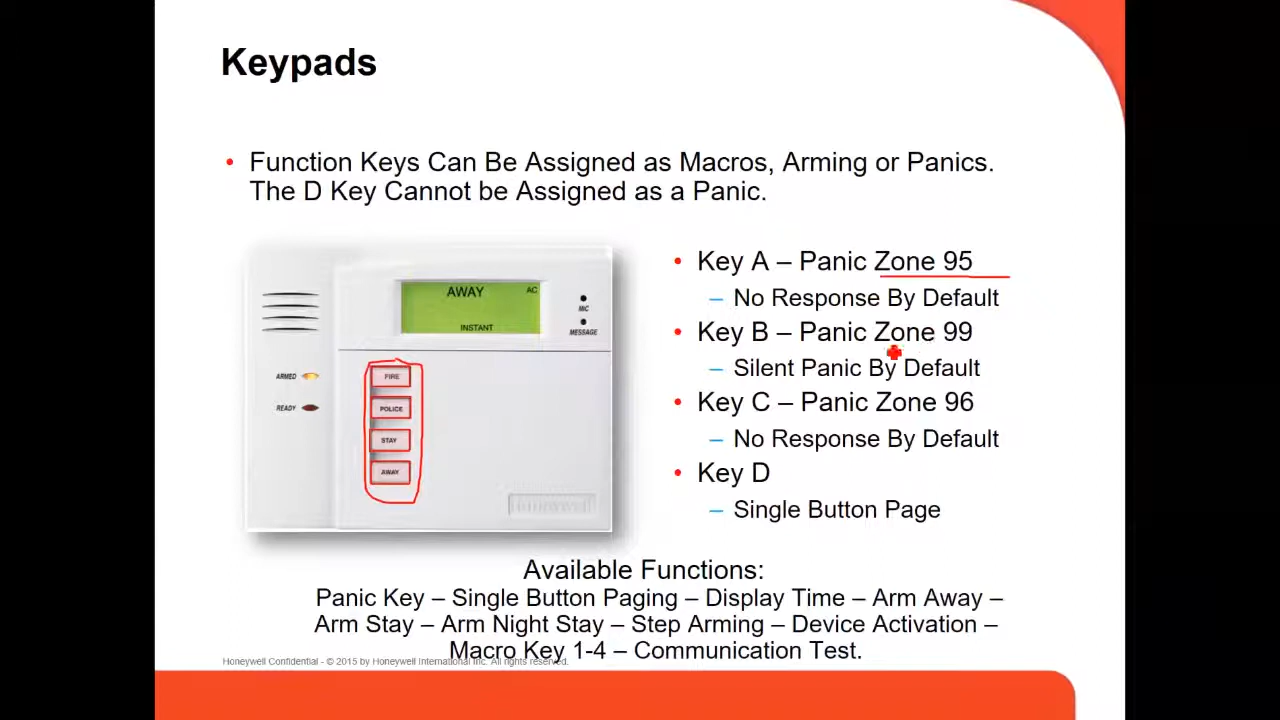 Keypads
• Function Keys Can Be Assigned as Macros, Arming or Panics.
The D Key Cannot be Assigned as a Panic.
AWAY AC
INSTANT
MIC
MESSAGE
ARMED
READY
FIRE
POLICE
STAY
AWAY
Honeywell
• Key A – Panic Zone 95
– No Response By Default
• Key B – Panic Zone 99
– Silent Panic By Default
• Key C – Panic Zone 96
– No Response By Default
• Key D
– Single Button Page
Available Functions:
Panic Key – Single Button Paging – Display Time – Arm Away –
Arm Stay – Arm Night Stay – Step Arming – Device Activation –
Macro Key 1-4 – Communication Test.
Honeywell Confidential - © 2015 by Honeywell International Inc. All rights reserved.